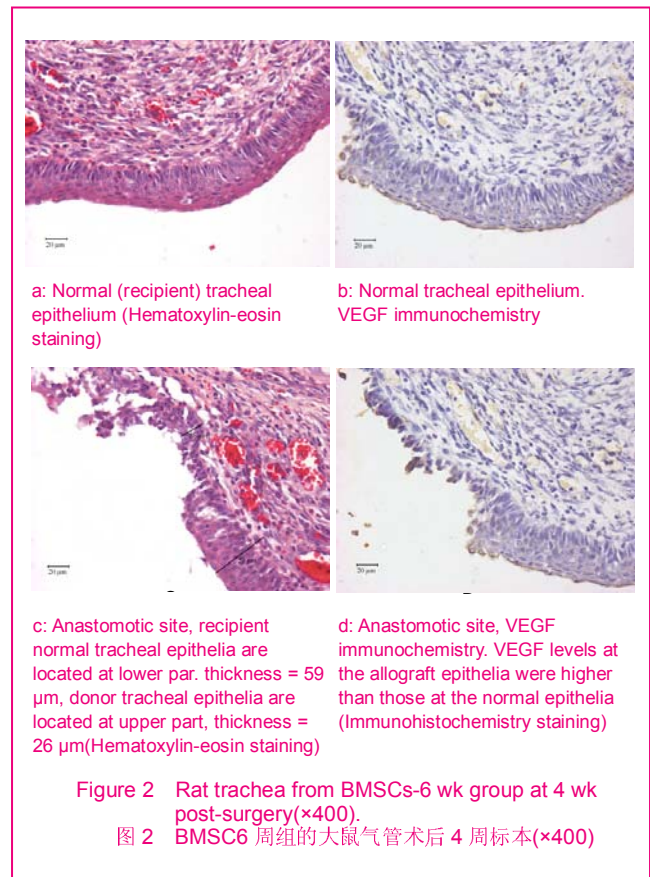 20 μm
20 μm
a: Normal (recipient) tracheal
epithelium (Hematoxylin-eosin
staining)
b: Normal tracheal epithelium.
VEGF immunochemistry
20 μm
20 μm
c: Anastomotic site, recipient
normal tracheal epithelia are
located at lower par. thickness = 59
μm, donor tracheal epithelia are
located at upper part, thickness =
26 μm(Hematoxylin-eosin staining)
d: Anastomotic site, VEGF
immunochemistry. VEGF levels at
the allograft epithelia were higher
than those at the normal epithelia
(Immunohistochemistry staining)
Figure 2 Rat trachea from BMSCs-6 wk group at 4 wk
post-surgery(×400).
图 2 BMSC6 周组的大鼠气管术后 4 周标本(×400)